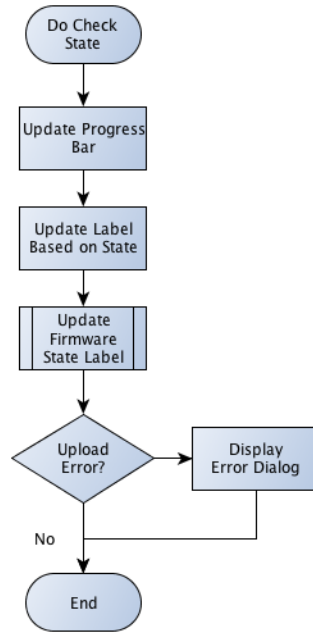 Do Check
State
Update Progress
Bar
Update Label
Based on State
Update
Firmware
State Label
Upload
Error?
Display
Error Dialog
No
End